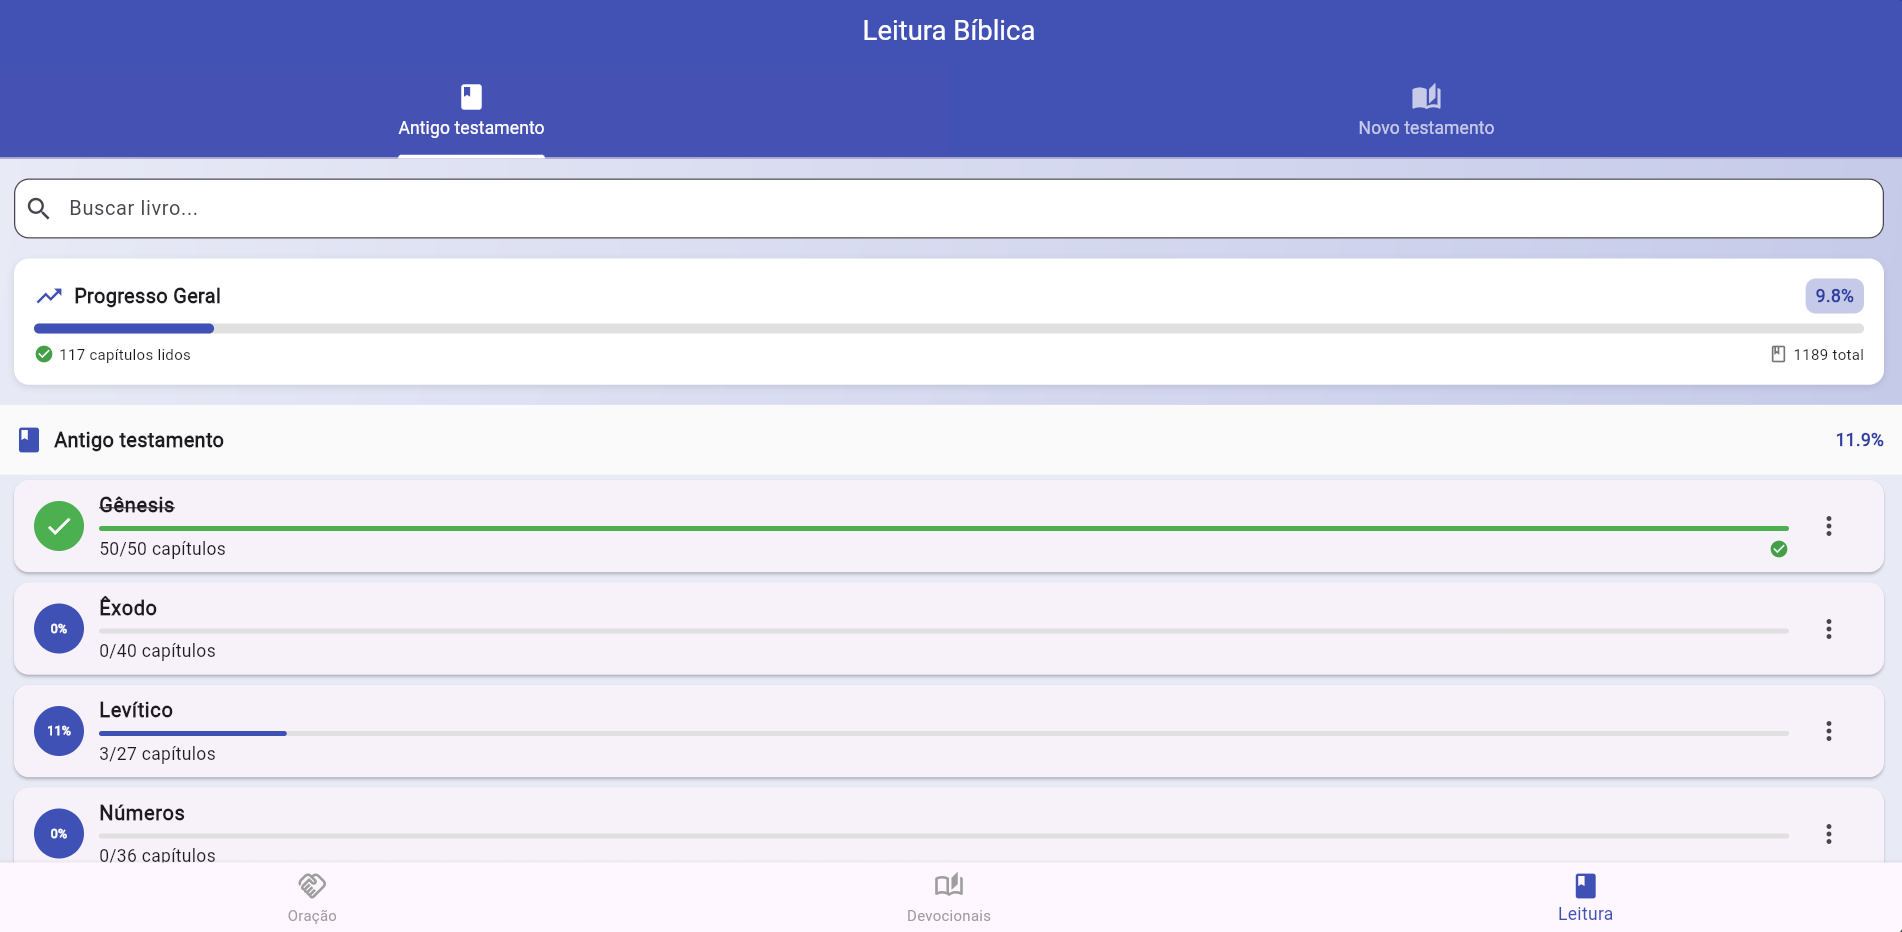 Leitura Bíblica
Antigo testamento
Novo testamento
Buscar livro...
Progresso Geral
9.8%
117 capítulos lidos
1189 total
Antigo testamento
11.9%
Gênesis
50/50 capítulos
Êxodo
0%
0/40 capítulos
Levítico
11%
3/27 capítulos
Números
0%
0/36 capítulos
Oração
Devocionais
Leitura